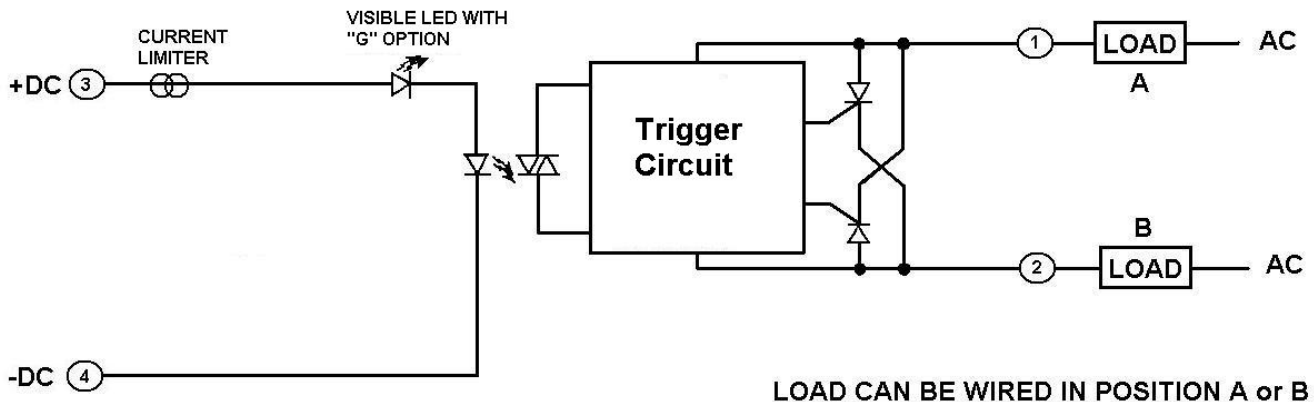 VISIBLE LED WITH
"G" OPTION
CURRENT
LIMITER
+DC 3
1 LOAD AC
A
Trigger
Circuit
B
2 LOAD AC
-DC 4
LOAD CAN BE WIRED IN POSITION A or B